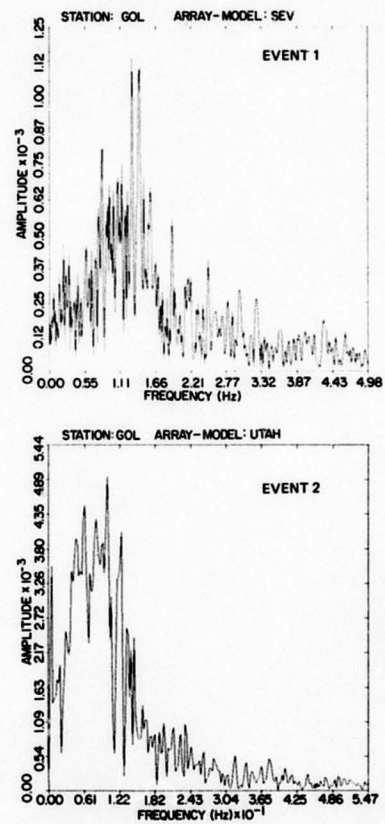 STATION: GOL ARRAY-MODEL: SEV
EVENT 1
1.25
1.12
1.00
0.87
0.75
0.62
0.50
0.37
0.25
0.12
0.00
AMPLITUDE x 10⁻³
0.00 0.55 1.11 1.66 2.21 2.77 3.32 3.87 4.43 4.98
FREQUENCY (Hz)
STATION: GOL ARRAY-MODEL: UTAH
EVENT 2
5.44
4.89
4.35
3.80
3.26
2.72
2.17
1.63
1.09
0.54
0.00
AMPLITUDE x 10⁻³
0.00 0.61 1.22 1.82 2.43 3.04 3.65 4.25 4.86 5.47
FREQUENCY (Hz) x 10⁻¹